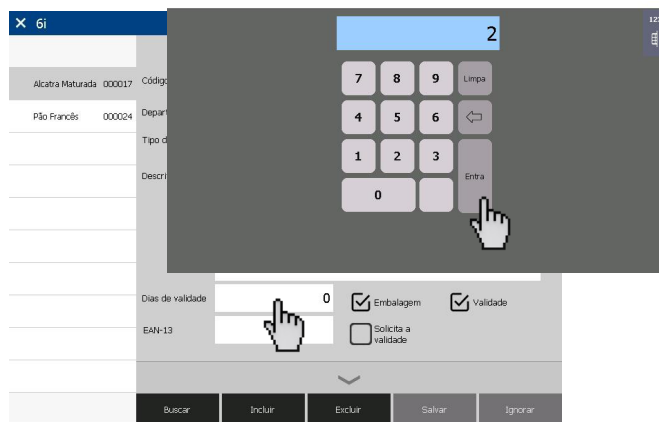 X 6i
2
123
7 8 9 Limpa
Alcatra Maturada 000017 Código
4 5 6
Pão Francês 000024 Depart
Tipo d
1 2 3
Descri
Entra
0
Dias de validade 0 Embalagem Validade
EAN-13 Solicita a
validade
Buscar Incluir Excluir Salvar Ignorar